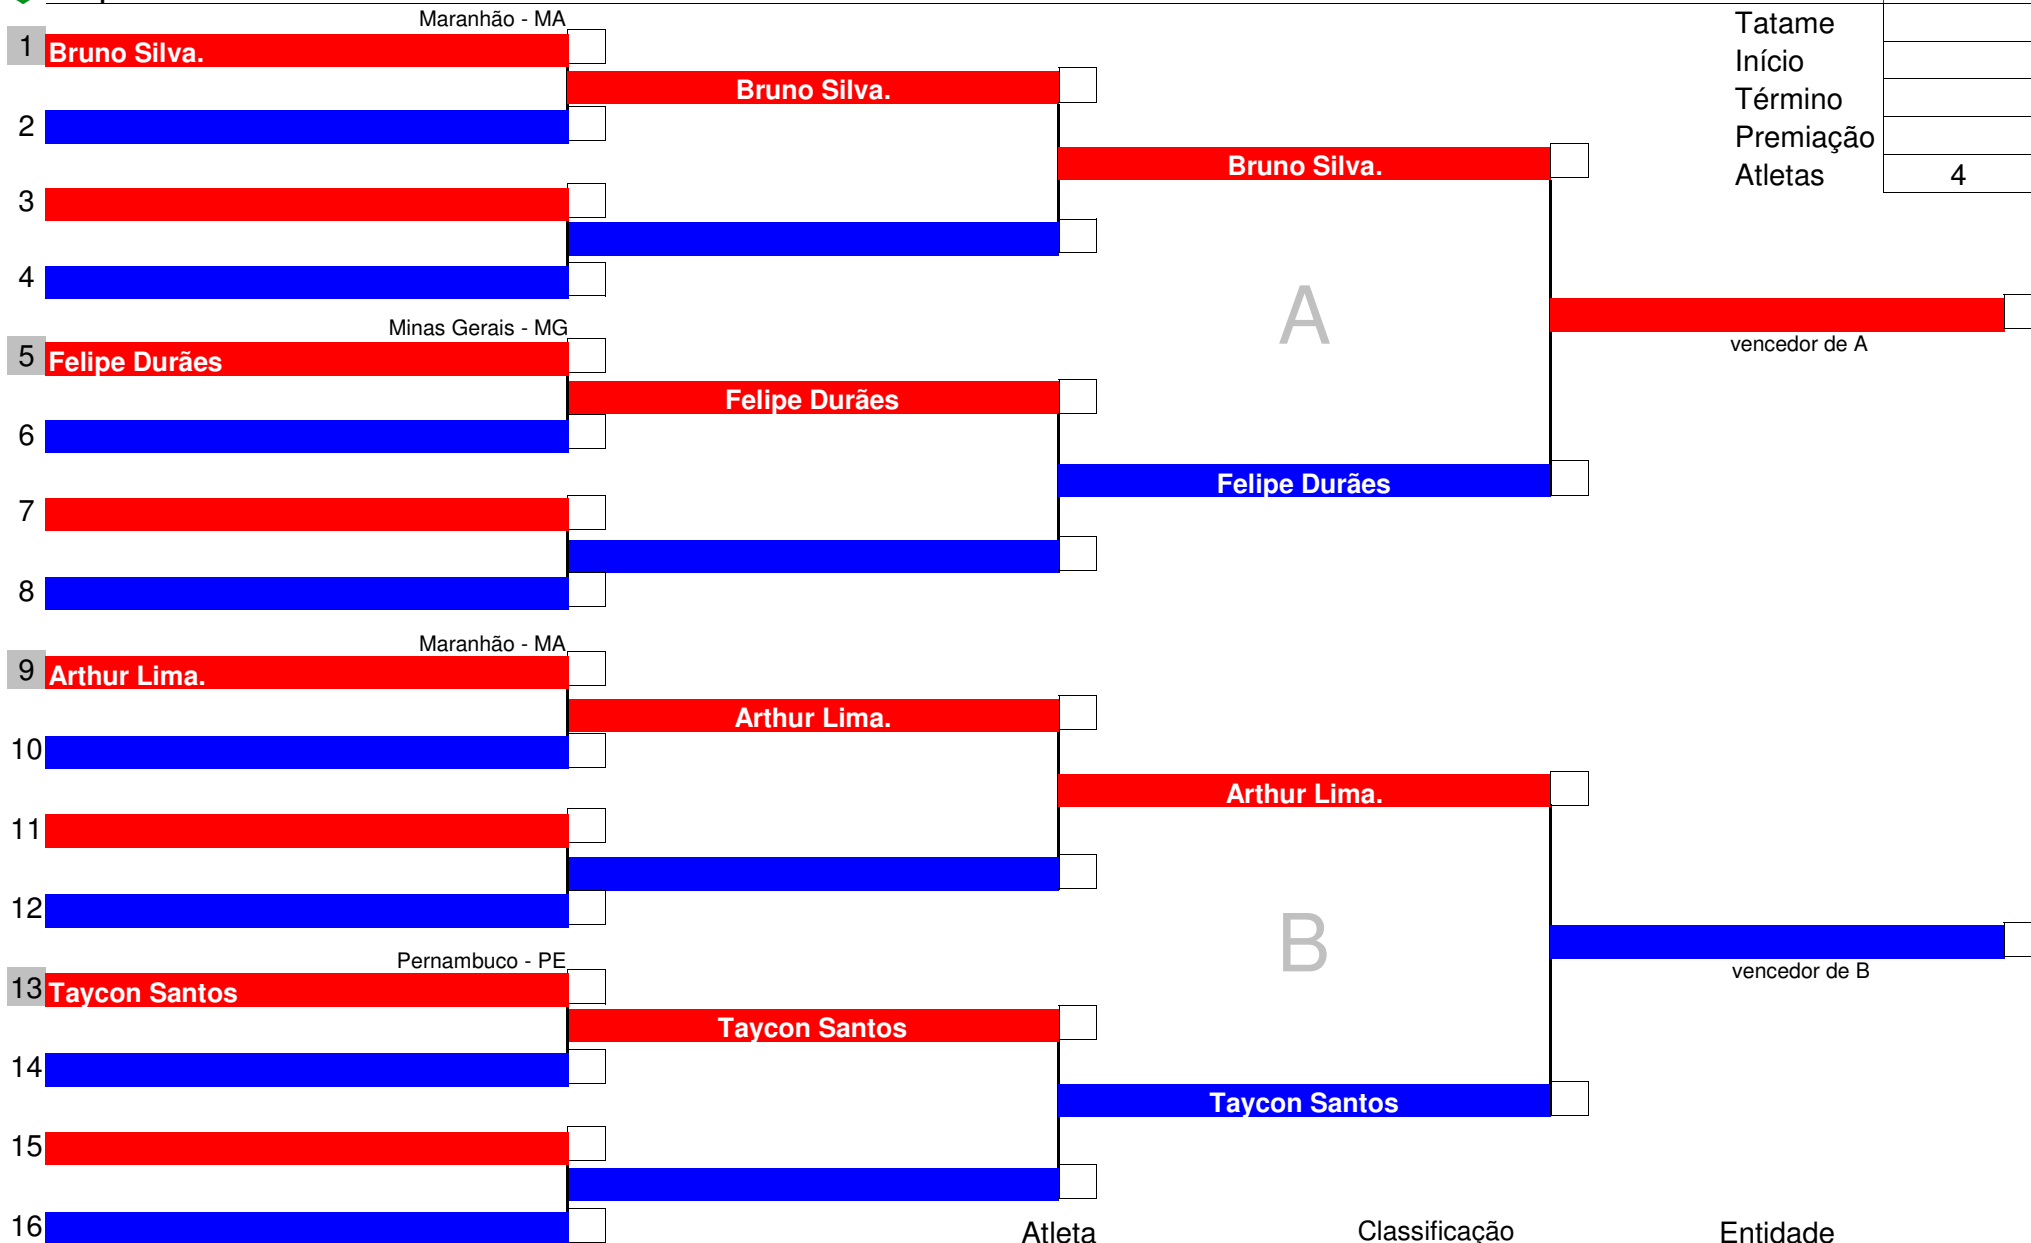 Maranhão - MA
Tatame
1 Bruno Silva.
Início
Bruno Silva.
Término
2
Premiação
Bruno Silva.
Atletas 4
3
4
Minas Gerais - MG
vencedor de A
A
5 Felipe Durães
Felipe Durães
6
Felipe Durães
7
8
Maranhão - MA
9 Arthur Lima.
Arthur Lima.
10
Arthur Lima.
11
12
B
Pernambuco - PE
vencedor de B
13 Taycon Santos
Taycon Santos
14
Taycon Santos
15
16
Atleta Classificação Entidade